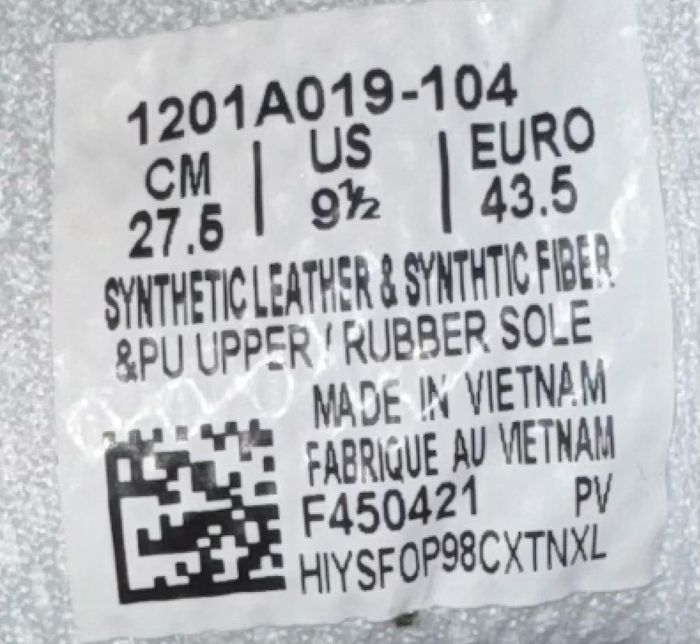 1201A019-104
CM | US | EURO
27.5 9½ 43.5
SYNTHETIC LEATHER & SYNTHTIC FIBER
&PU UPPER / RUBBER SOLE
MADE IN VIETNAM
FABRIQUE AU VIETNAM
F450421 PV
HIYSFOP98CXTNXL